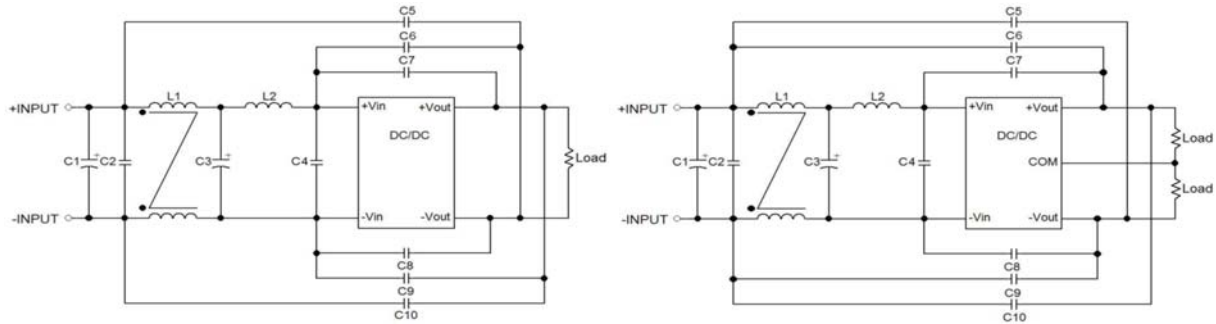 C5
C6
C7
L1
L2
+INPUT
+Vin
+Vout
DC/DC
C1
+
C2
C3
+
C4
Load
-INPUT
-Vin
-Vout
C8
C9
C10
C5
C6
C7
L1
L2
+INPUT
+Vin
+Vout
DC/DC
Load
C1
+
C2
C3
+
C4
COM
Load
-INPUT
-Vin
-Vout
C8
C9
C10